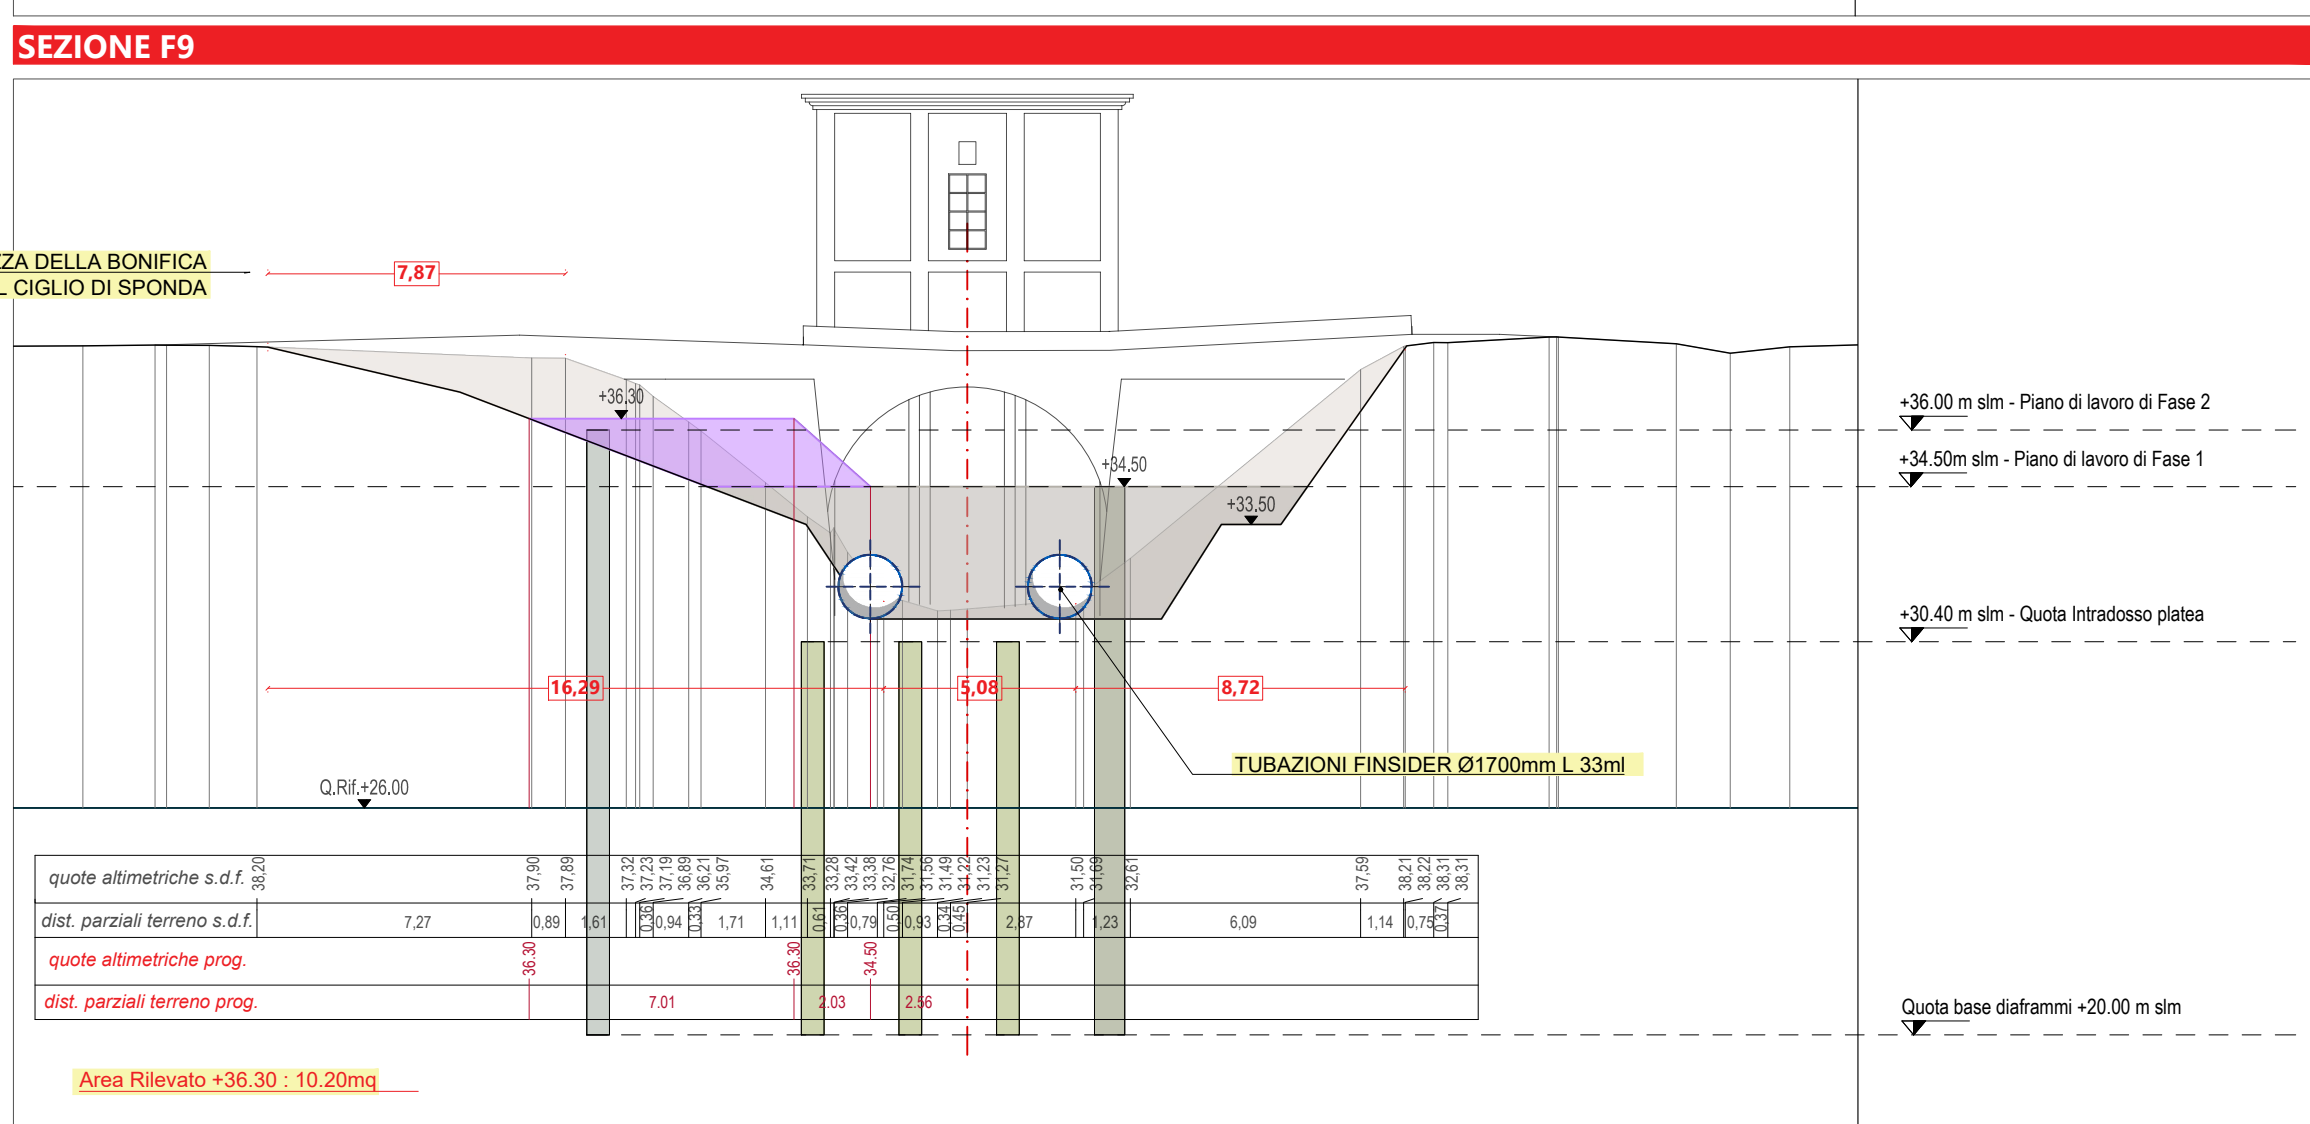 SEZIONE F9
ZZA DELLA BONIFICA
L CIGLIO DI SPONDA
7,87
+36.30
+34.50
+33.50
+36.00 m slm - Piano di lavoro di Fase 2
+34.50m slm - Piano di lavoro di Fase 1
+30.40 m slm - Quota Intradosso platea
16,29
5,08
8,72
TUBAZIONI FINSIDER Ø1700mm L 33ml
Q.Rif.+26.00
quote altimetriche s.d.f. 38,20 37,90 37,89 37,32 37,23 37,19 36,89 36,21 35,97 34,61 33,71 33,28 33,42 33,38 32,76 31,74 31,56 31,49 31,22 31,23 31,27 31,50 31,69 32,61 37,59 38,21 38,22 38,31 38,31
dist. parziali terreno s.d.f. 7,27 0,89 1,61 0,36 0,94 0,33 1,71 1,11 0,61 0,36 0,79 0,50 0,93 0,34 0,45 2,87 1,23 6,09 1,14 0,75 0,37
quote altimetriche prog. 36.30 36.30 34.50
dist. parziali terreno prog. 7.01 2.03 2.56
Quota base diaframmi +20.00 m slm
Area Rilevato +36.30 : 10.20mq